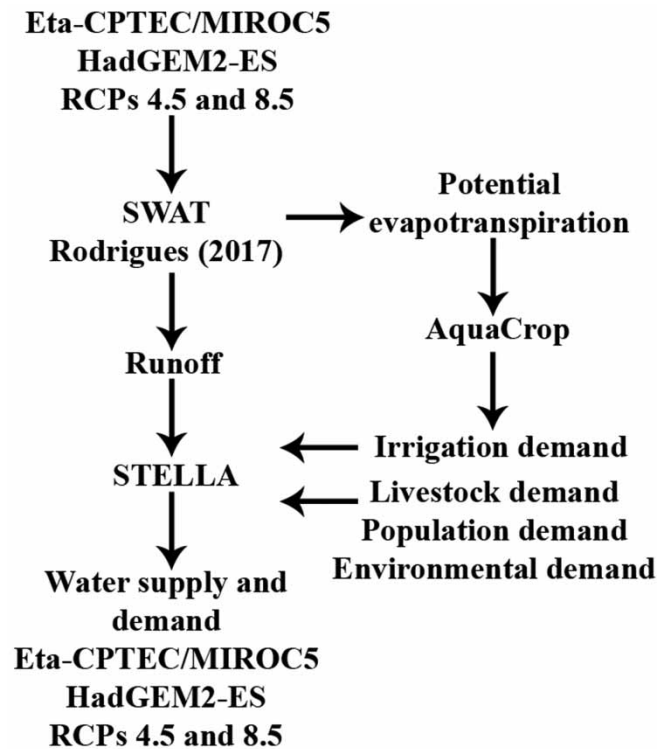 Eta-CPTEC/MIROC5
HadGEM2-ES
RCPs 4.5 and 8.5
SWAT
Rodrigues (2017)
Potential
evapotranspiration
AquaCrop
Runoff
Irrigation demand
STELLA
Livestock demand
Population demand
Environmental demand
Water supply and
demand
Eta-CPTEC/MIROC5
HadGEM2-ES
RCPs 4.5 and 8.5